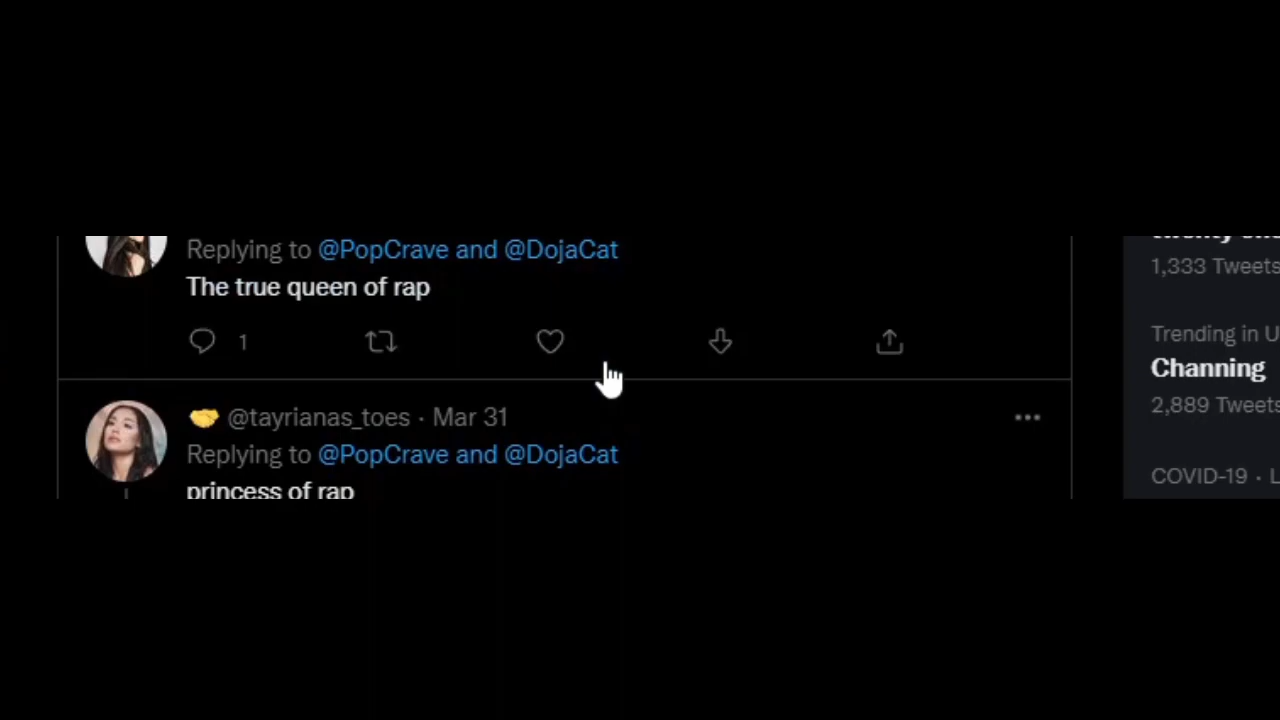 Replying to @PopCrave and @DojaCat
The true queen of rap
1
🤝 @tayrianas_toes · Mar 31
Replying to @PopCrave and @DojaCat
princess of rap
1,333 Tweets
Trending in U
Channing
2,889 Tweets
COVID-19 · L